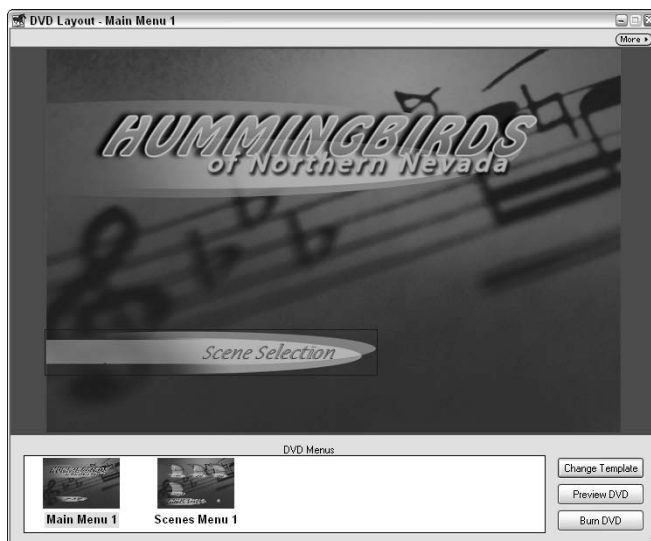 DVD Layout - Main Menu 1
More
HUMMINGBIRDS
of Northern Nevada
Scene Selection
DVD Menus
Change Template
Preview DVD
Burn DVD
Main Menu 1
Scenes Menu 1